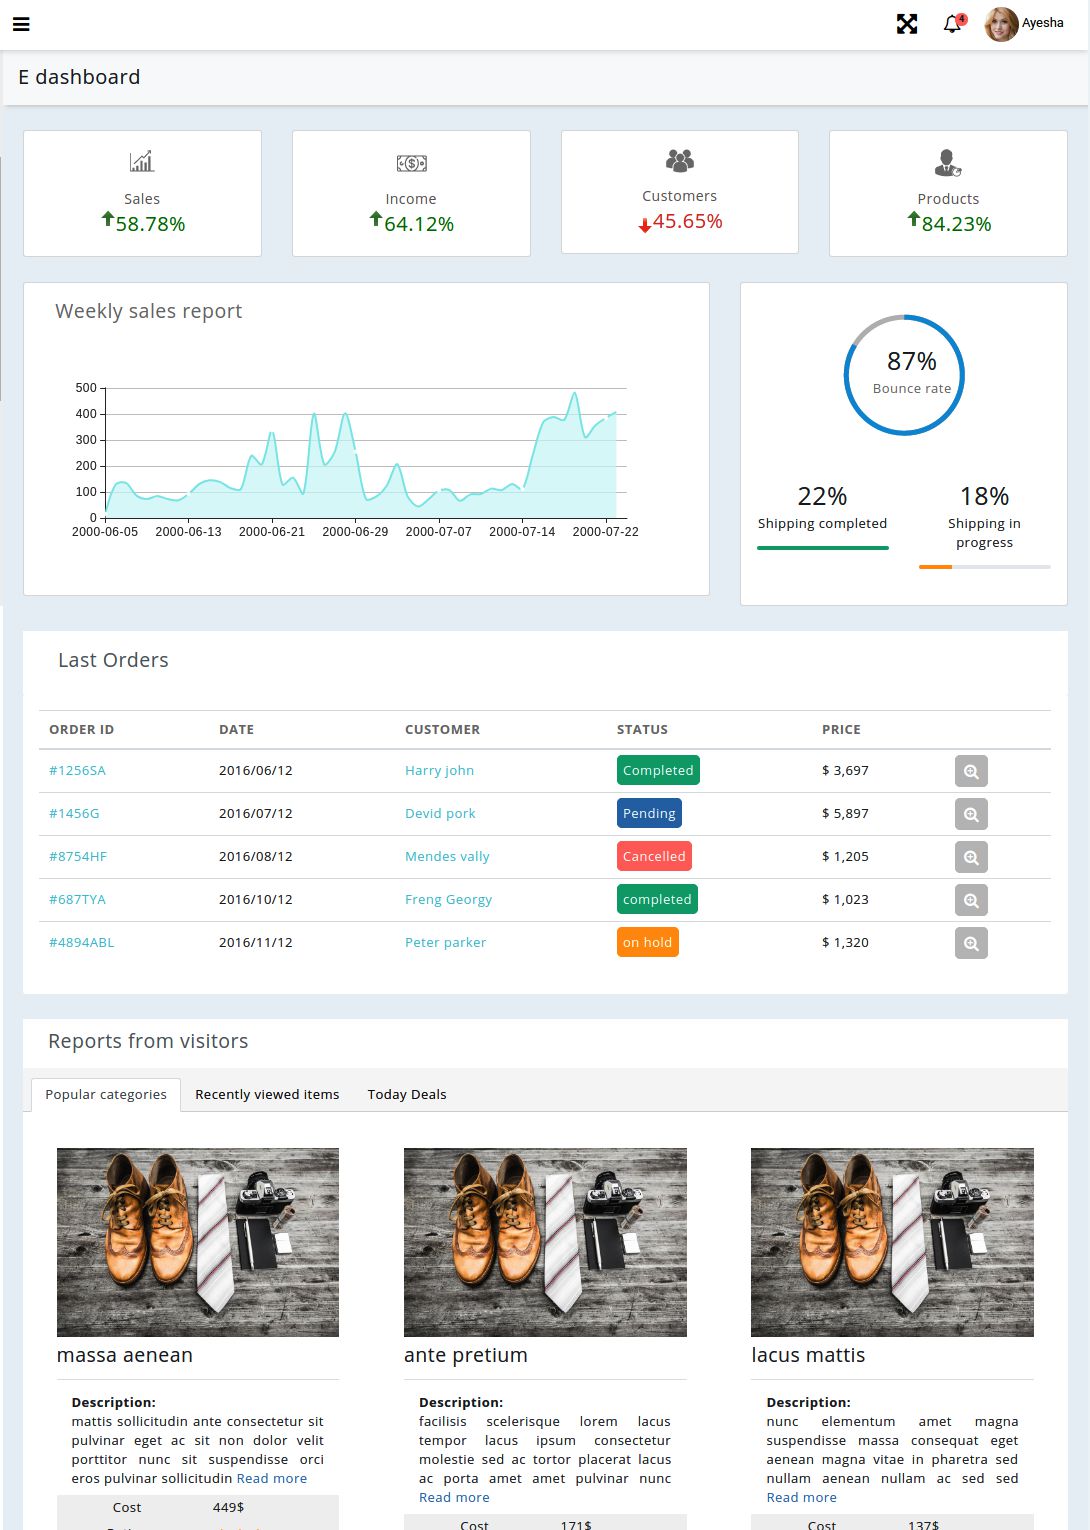 4
Ayesha
E dashboard
Sales
58.78%
Income
64.12%
Customers
45.65%
Products
84.23%
Weekly sales report
500
400
300
200
100
0
2000-06-05 2000-06-13 2000-06-21 2000-06-29 2000-07-07 2000-07-14 2000-07-22
87%
Bounce rate
22%
Shipping completed
18%
Shipping in
progress
Last Orders
ORDER ID DATE CUSTOMER STATUS PRICE
#1256SA 2016/06/12 Harry john Completed $ 3,697
#1456G 2016/07/12 Devid pork Pending $ 5,897
#8754HF 2016/08/12 Mendes vally Cancelled $ 1,205
#687TYA 2016/10/12 Freng Georgy completed $ 1,023
#4894ABL 2016/11/12 Peter parker on hold $ 1,320
Reports from visitors
Popular categories Recently viewed items Today Deals
massa aenean
Description:
mattis sollicitudin ante consectetur sit
pulvinar eget ac sit non dolor velit
porttitor nunc sit suspendisse orci
eros pulvinar sollicitudin Read more
Cost 449$
ante pretium
Description:
facilisis scelerisque lorem lacus
tempor lacus ipsum consectetur
molestie sed ac tortor placerat lacus
ac porta amet amet pulvinar nunc
Read more
Cost 171$
lacus mattis
Description:
nunc elementum amet magna
suspendisse massa consequat eget
aenean magna vitae in pharetra sed
nullam aenean nullam ac sed sed
Read more
Cost 137$